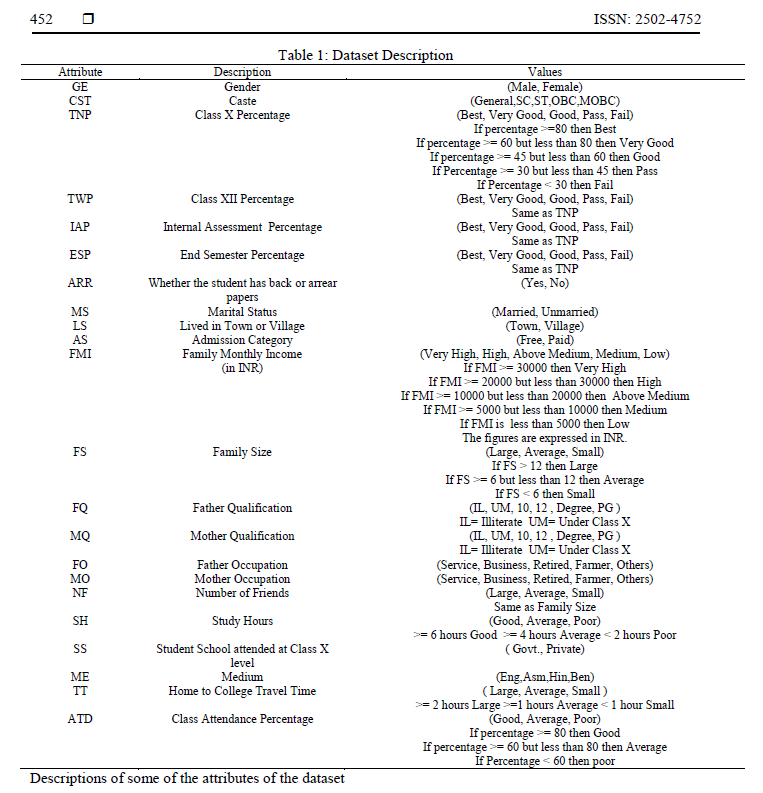 452 ❒ ISSN: 2502-4752
Table 1: Dataset Description
Attribute Description Values
GE Gender (Male, Female)
CST Caste (General,SC,ST,OBC,MOBC)
TNP Class X Percentage (Best, Very Good, Good, Pass, Fail)
If percentage >=80 then Best
If percentage >= 60 but less than 80 then Very Good
If percentage >= 45 but less than 60 then Good
If Percentage >= 30 but less than 45 then Pass
If Percentage < 30 then Fail
TWP Class XII Percentage (Best, Very Good, Good, Pass, Fail)
Same as TNP
IAP Internal Assessment Percentage (Best, Very Good, Good, Pass, Fail)
Same as TNP
ESP End Semester Percentage (Best, Very Good, Good, Pass, Fail)
Same as TNP
ARR Whether the student has back or arrear (Yes, No)
papers
MS Marital Status (Married, Unmarried)
LS Lived in Town or Village (Town, Village)
AS Admission Category (Free, Paid)
FMI Family Monthly Income (Very High, High, Above Medium, Medium, Low)
(in INR) If FMI >= 30000 then Very High
If FMI >= 20000 but less than 30000 then High
If FMI >= 10000 but less than 20000 then Above Medium
If FMI >= 5000 but less than 10000 then Medium
If FMI is less than 5000 then Low
The figures are expressed in INR.
FS Family Size (Large, Average, Small)
If FS > 12 then Large
If FS >= 6 but less than 12 then Average
If FS < 6 then Small
FQ Father Qualification (IL, UM, 10, 12 , Degree, PG )
IL= Illiterate UM= Under Class X
MQ Mother Qualification (IL, UM, 10, 12 , Degree, PG )
IL= Illiterate UM= Under Class X
FO Father Occupation (Service, Business, Retired, Farmer, Others)
MO Mother Occupation (Service, Business, Retired, Farmer, Others)
NF Number of Friends (Large, Average, Small)
Same as Family Size
SH Study Hours (Good, Average, Poor)
>= 6 hours Good >= 4 hours Average < 2 hours Poor
SS Student School attended at Class X ( Govt., Private)
level
ME Medium (Eng,Asm,Hin,Ben)
TT Home to College Travel Time ( Large, Average, Small )
>= 2 hours Large >=1 hours Average < 1 hour Small
ATD Class Attendance Percentage (Good, Average, Poor)
If percentage >= 80 then Good
If percentage >= 60 but less than 80 then Average
If Percentage < 60 then poor
Descriptions of some of the attributes of the dataset